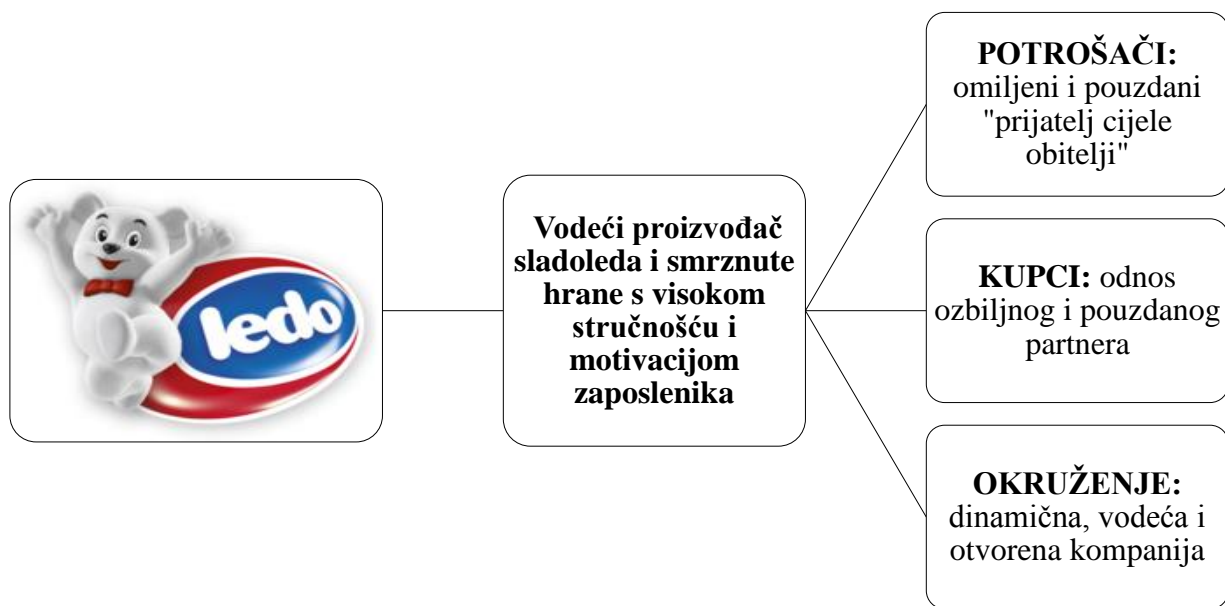 ledo
Vodeći proizvođač
sladoleda i smrznute
hrane s visokom
stručnošću i
motivacijom
zaposlenika
POTROŠAČI:
omiljeni i pouzdani
"prijatelj cijele
obitelji"
KUPCI: odnos
ozbiljnog i pouzdanog
partnera
OKRUŽENJE:
dinamična, vodeća i
otvorena kompanija